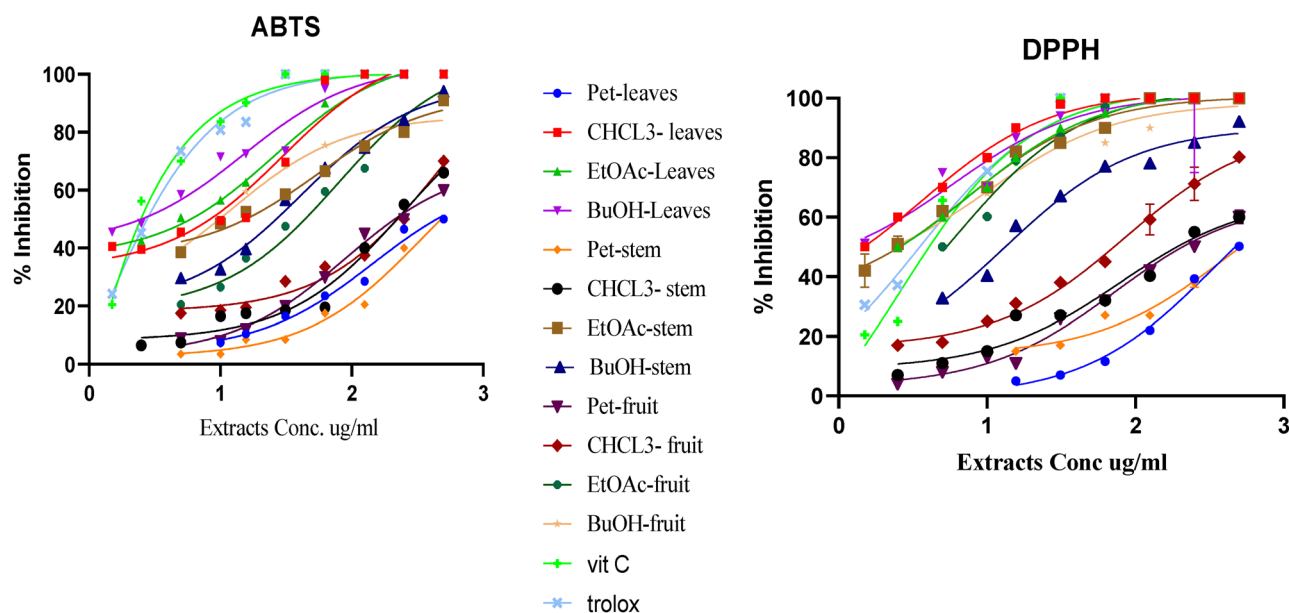 ABTS
% Inhibition
100
80
60
40
20
0
0
1
2
3
Extracts Conc. ug/ml
Pet-leaves
CHCL3- leaves
EtOAc-Leaves
BuOH-Leaves
Pet-stem
CHCL3- stem
EtOAc-stem
BuOH-stem
Pet-fruit
CHCL3- fruit
EtOAc-fruit
BuOH-fruit
vit C
trolox
DPPH
% Inhibition
100
80
60
40
20
0
0
1
2
3
Extracts Conc ug/ml